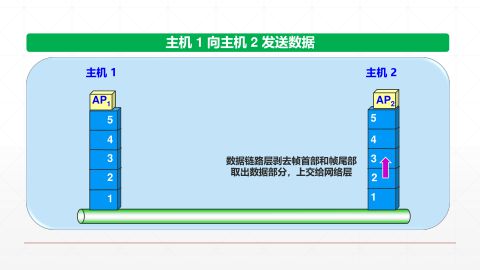 主机 1 向主机 2 发送数据
主机 1
主机 2
AP1
AP2
5
4
3
2
1
数据链路层剥去帧首部和帧尾部
取出数据部分，上交给网络层
5
4
3
2
1